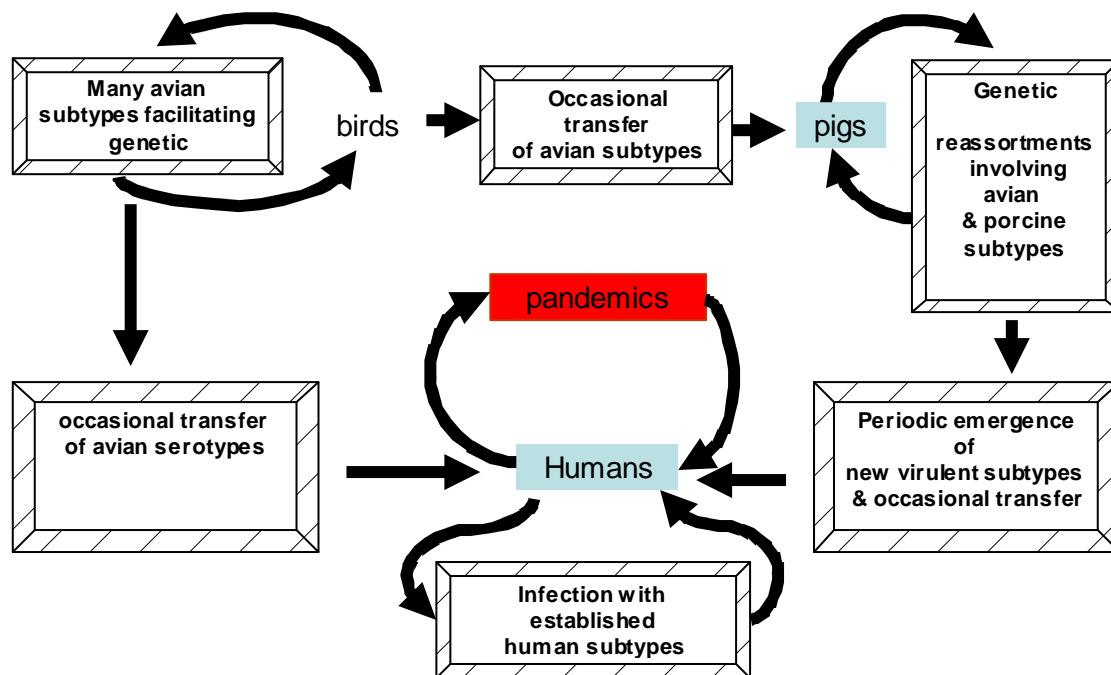 Many avian
subtypes facilitating
genetic
birds
Occasional
transfer
of avian subtypes
pigs
Genetic
reassortments
involving
avian
& porcine
subtypes
pandemics
occasional transfer
of avian serotypes
Humans
Periodic emergence
of
new virulent subtypes
& occasional transfer
Infection with
established
human subtypes